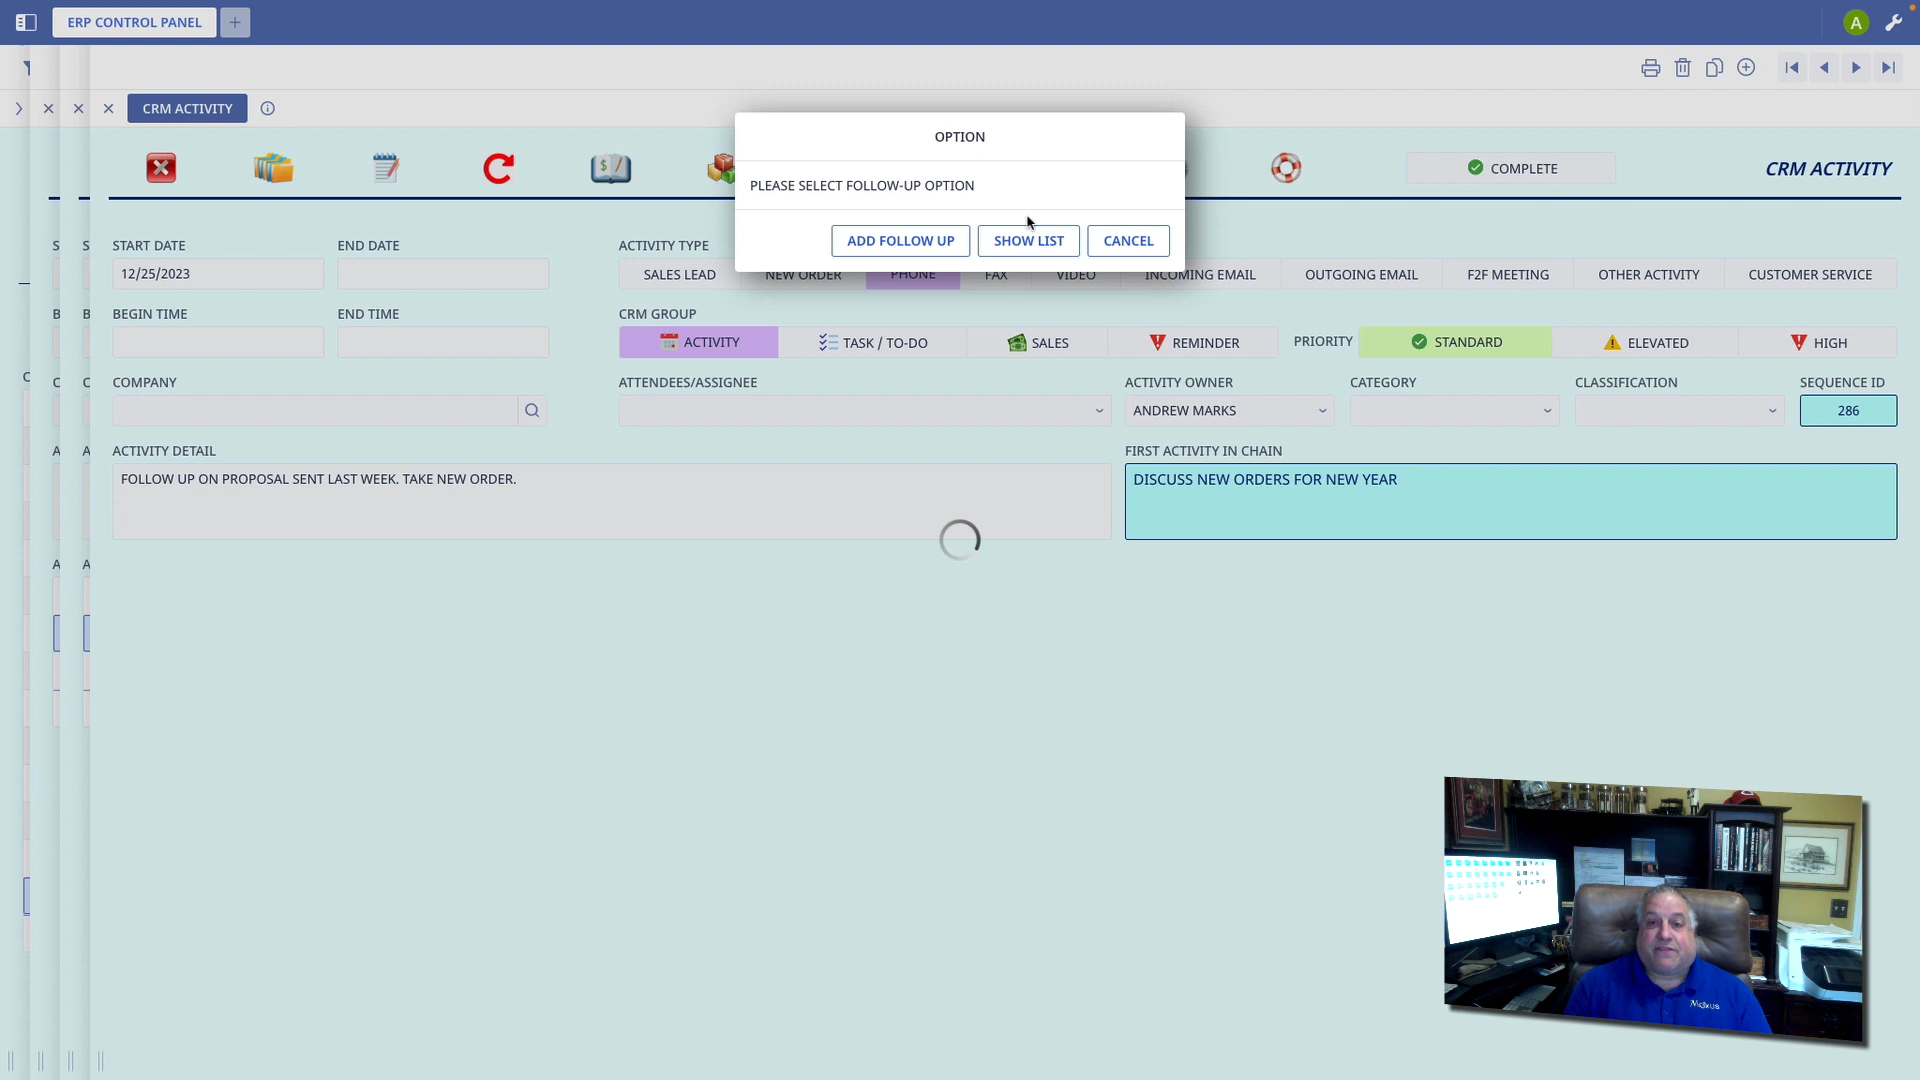 ERP CONTROL PANEL
+
A
CRM ACTIVITY
OPTION
PLEASE SELECT FOLLOW-UP OPTION
ADD FOLLOW UP SHOW LIST CANCEL
COMPLETE
CRM ACTIVITY
S S START DATE END DATE ACTIVITY TYPE
12/25/2023
SALES LEAD NEW ORDER PHONE FAX VIDEO INCOMING EMAIL OUTGOING EMAIL F2F MEETING OTHER ACTIVITY CUSTOMER SERVICE
B B BEGIN TIME END TIME CRM GROUP
ACTIVITY TASK / TO-DO SALES REMINDER PRIORITY STANDARD ELEVATED HIGH
C C C COMPANY ATTENDEES/ASSIGNEE ACTIVITY OWNER CATEGORY CLASSIFICATION SEQUENCE ID
ANDREW MARKS 286
A A ACTIVITY DETAIL FIRST ACTIVITY IN CHAIN
FOLLOW UP ON PROPOSAL SENT LAST WEEK. TAKE NEW ORDER. DISCUSS NEW ORDERS FOR NEW YEAR
A A